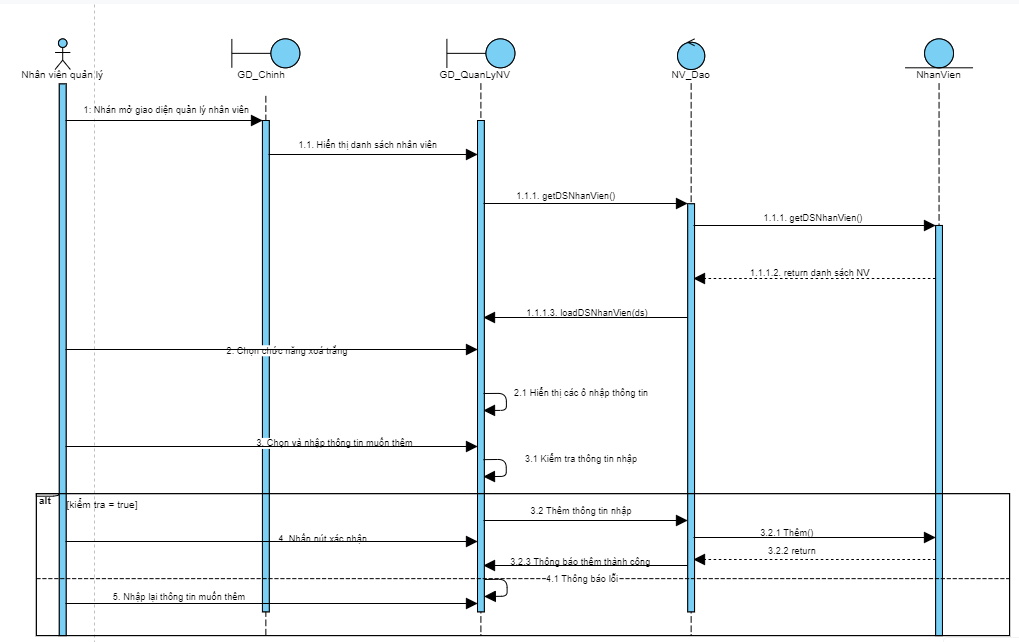 Nhân viên quản lý
GD_Chinh
GD_QuanLyNV
NV_Dao
NhanVien
1: Nhấn mở giao diện quản lý nhân viên
1.1. Hiển thị danh sách nhân viên
1.1.1. getDSNhanVien()
1.1.1. getDSNhanVien()
1.1.1.2. return danh sách NV
1.1.1.3. loadDSNhanVien(ds)
2. Chọn chức năng xoá trắng
2.1 Hiển thị các ô nhập thông tin
3. Chọn và nhập thông tin muốn thêm
3.1 Kiểm tra thông tin nhập
alt
[kiểm tra = true]
3.2 Thêm thông tin nhập
3.2.1 Thêm()
4. Nhấn nút xác nhận
3.2.2 return
3.2.3 Thông báo thêm thành công
4.1 Thông báo lỗi
5. Nhập lại thông tin muốn thêm